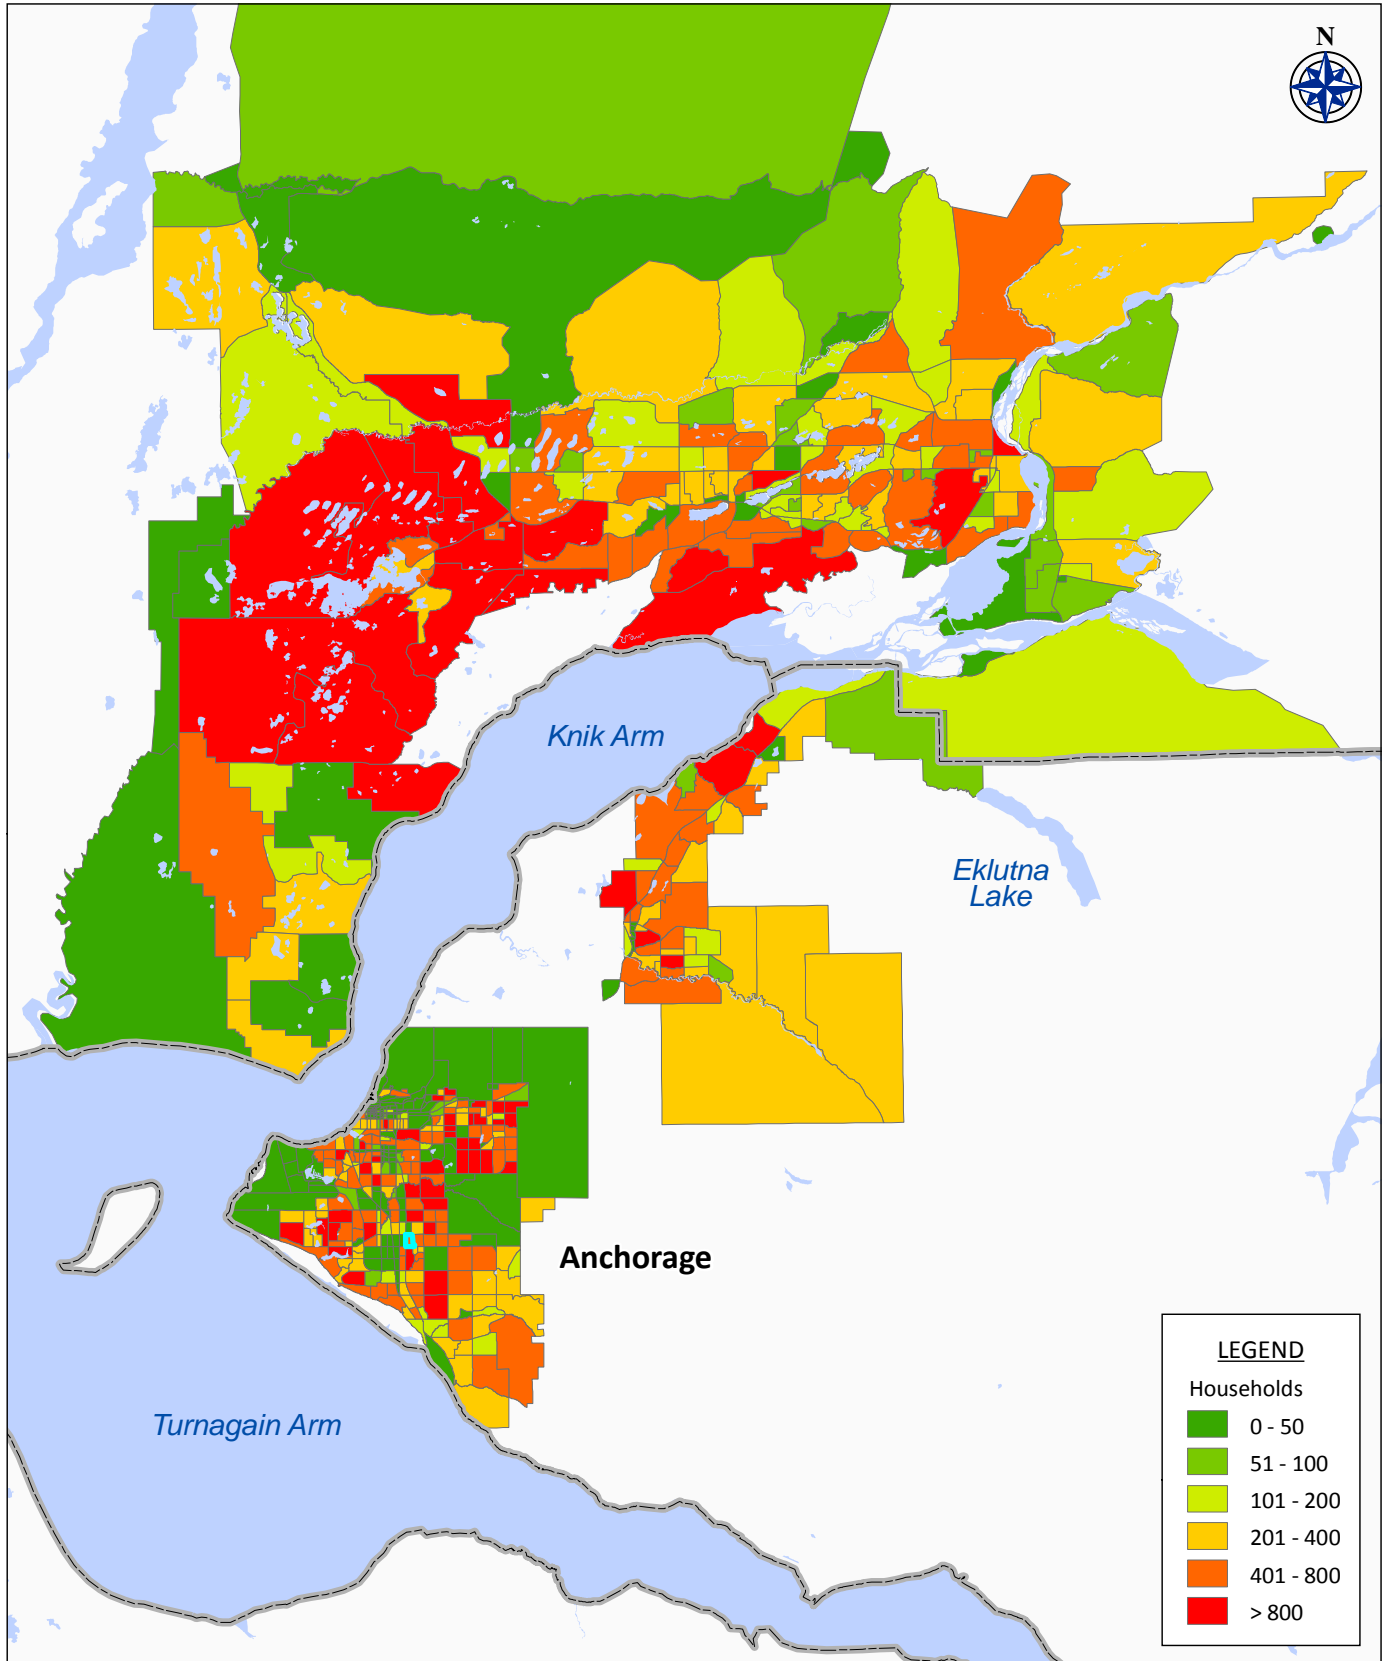 N
Knik Arm
Eklutna
Lake
Anchorage
Turnagain Arm
LEGEND
Households
0 - 50
51 - 100
101 - 200
201 - 400
401 - 800
> 800